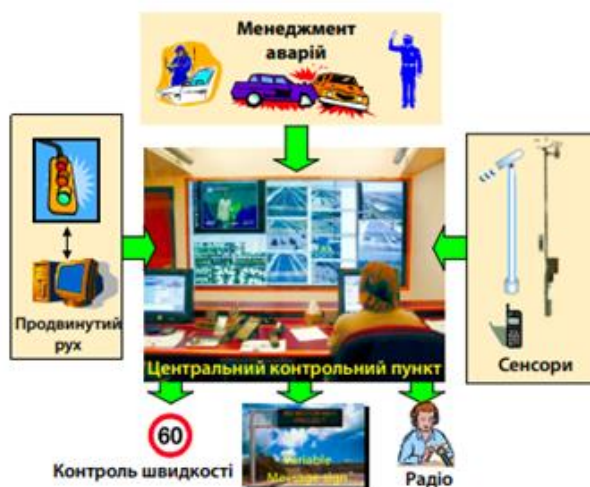 Менеджмент
аварій
Продвинутий
рух
Центральний контрольний пункт
Сенсори
60
Контроль швидкості
Variable
Message sign
Радіо